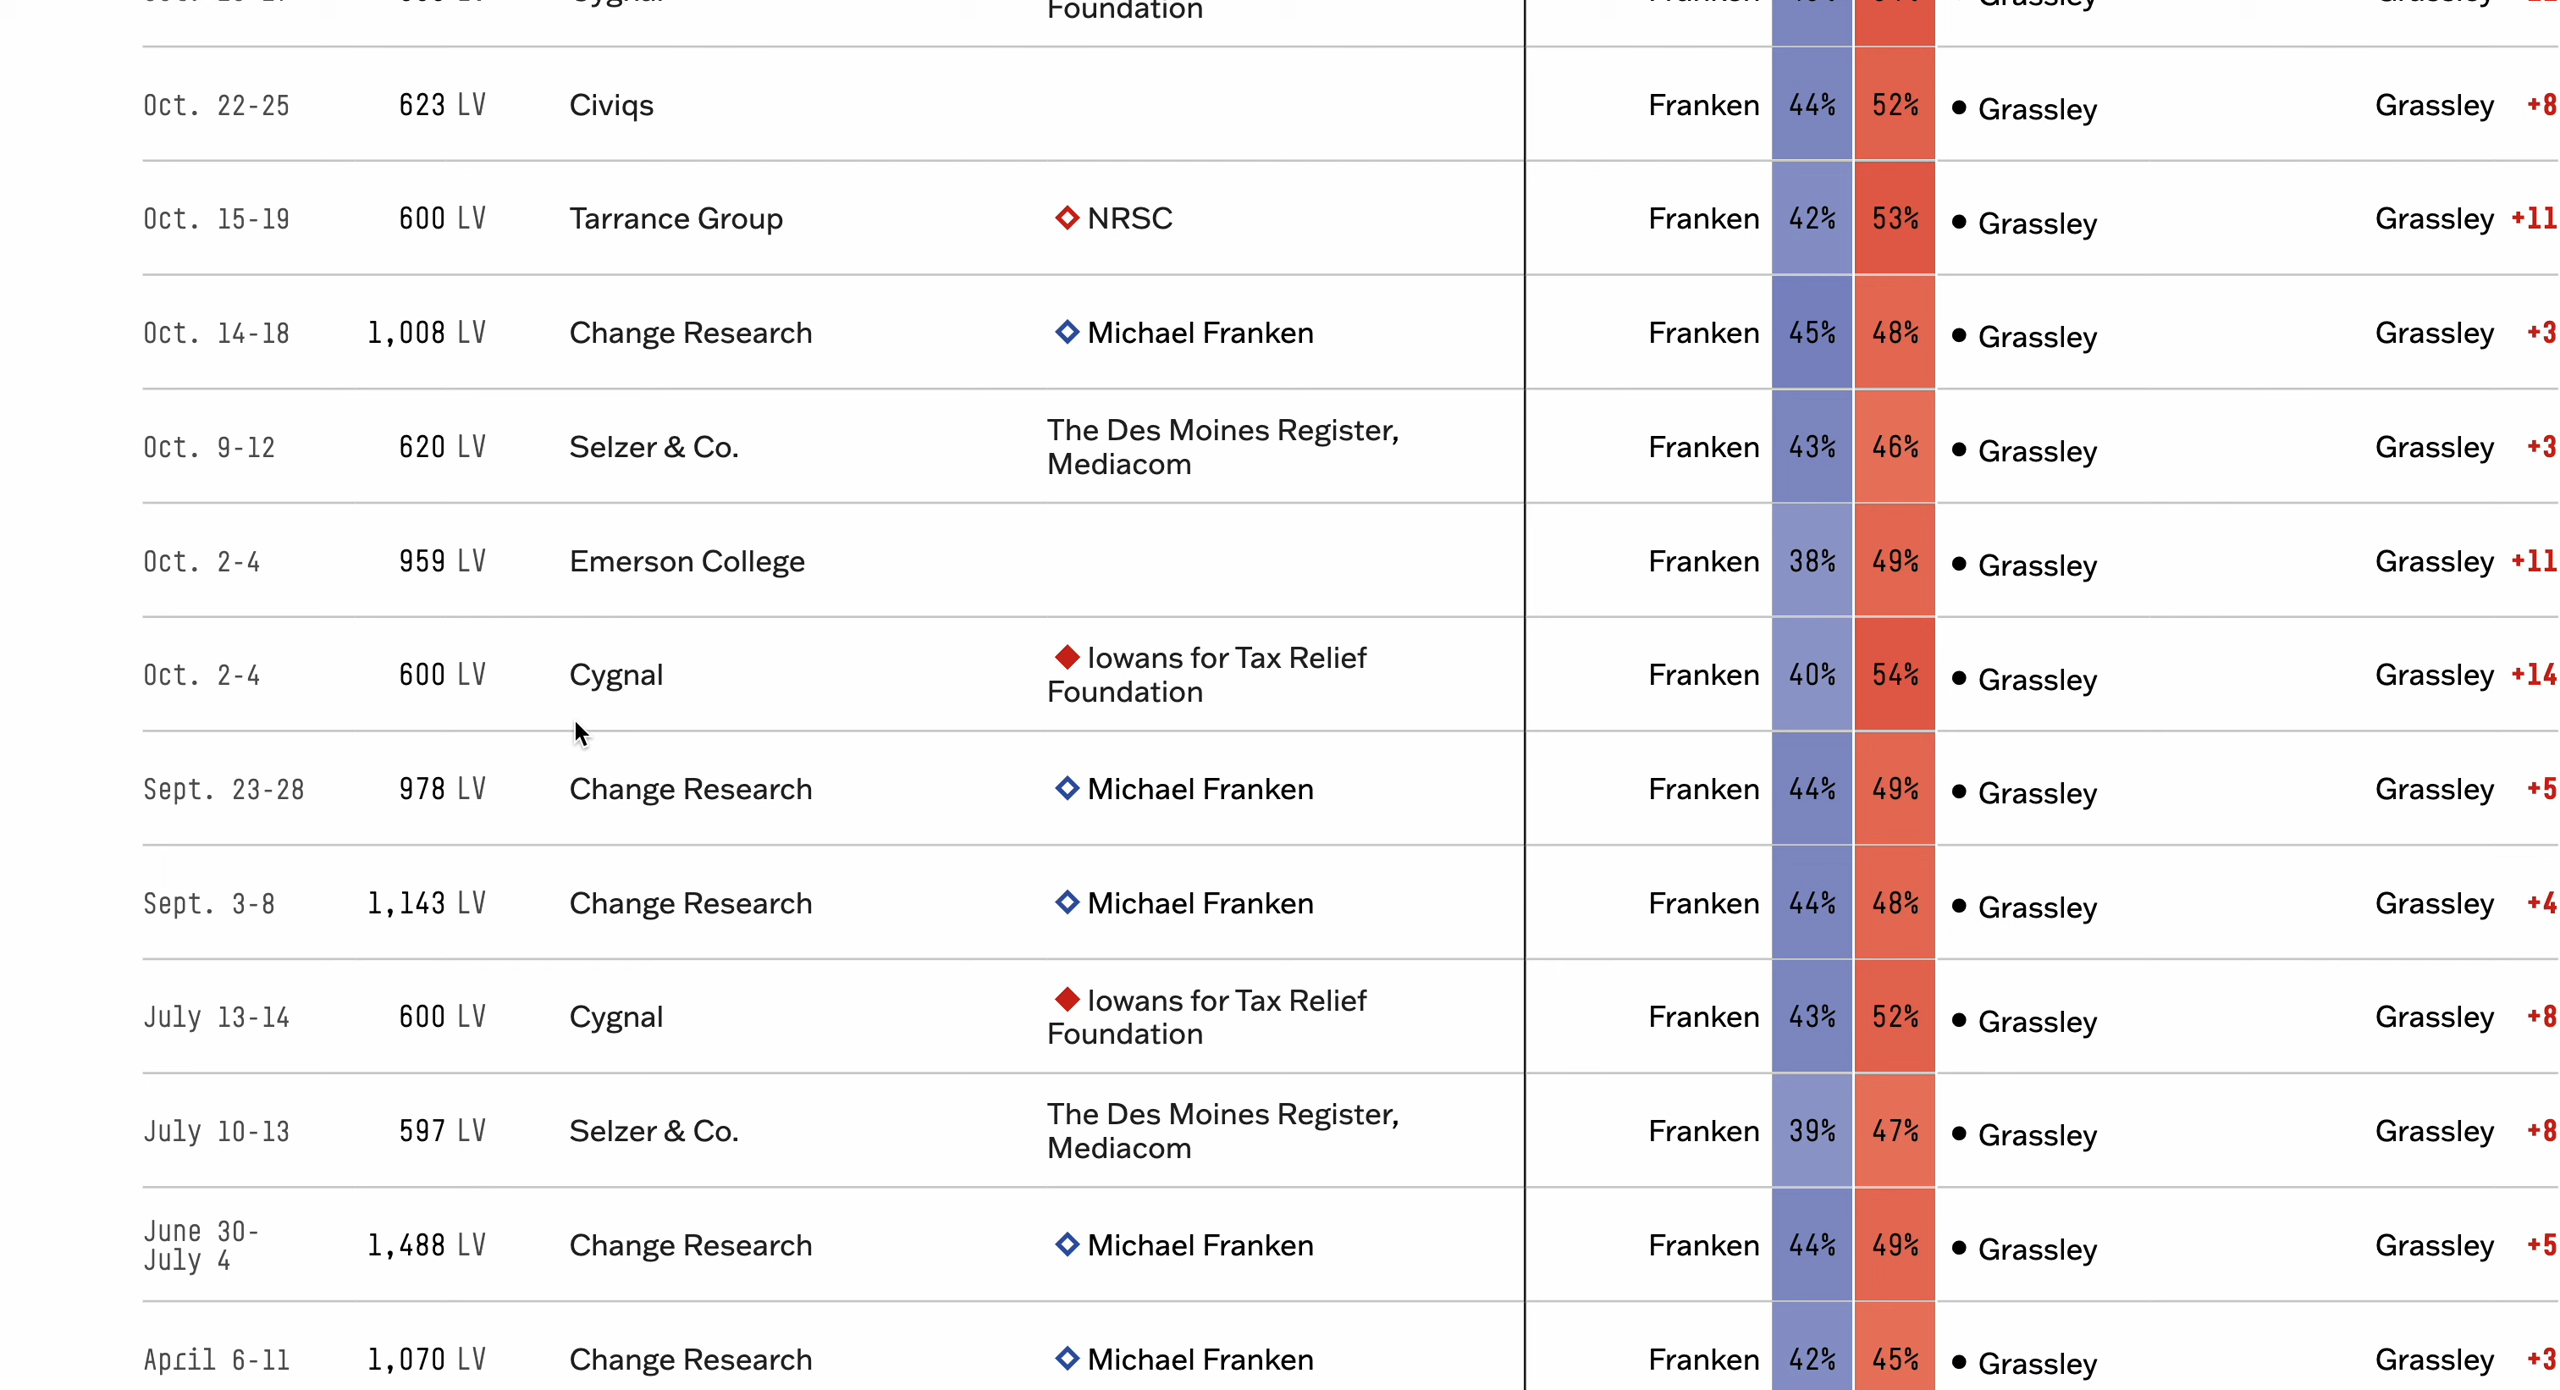 Foundation
Oct. 22-25 623 LV Civiqs Franken 44% 52% Grassley Grassley +8
Oct. 15-19 600 LV Tarrance Group NRSC Franken 42% 53% Grassley Grassley +11
Oct. 14-18 1,008 LV Change Research Michael Franken Franken 45% 48% Grassley Grassley +3
The Des Moines Register,
Oct. 9-12 620 LV Selzer & Co. Franken 43% 46% Grassley Grassley +3
Mediacom
Oct. 2-4 959 LV Emerson College Franken 38% 49% Grassley Grassley +11
Iowans for Tax Relief
Oct. 2-4 600 LV Cygnal Franken 40% 54% Grassley Grassley +14
Foundation
Sept. 23-28 978 LV Change Research Michael Franken Franken 44% 49% Grassley Grassley +5
Sept. 3-8 1,143 LV Change Research Michael Franken Franken 44% 48% Grassley Grassley +4
Iowans for Tax Relief
July 13-14 600 LV Cygnal Franken 43% 52% Grassley Grassley +8
Foundation
The Des Moines Register,
July 10-13 597 LV Selzer & Co. Franken 39% 47% Grassley Grassley +8
Mediacom
June 30-
July 4 1,488 LV Change Research Michael Franken Franken 44% 49% Grassley Grassley +5
April 6-11 1,070 LV Change Research Michael Franken Franken 42% 45% Grassley Grassley +3